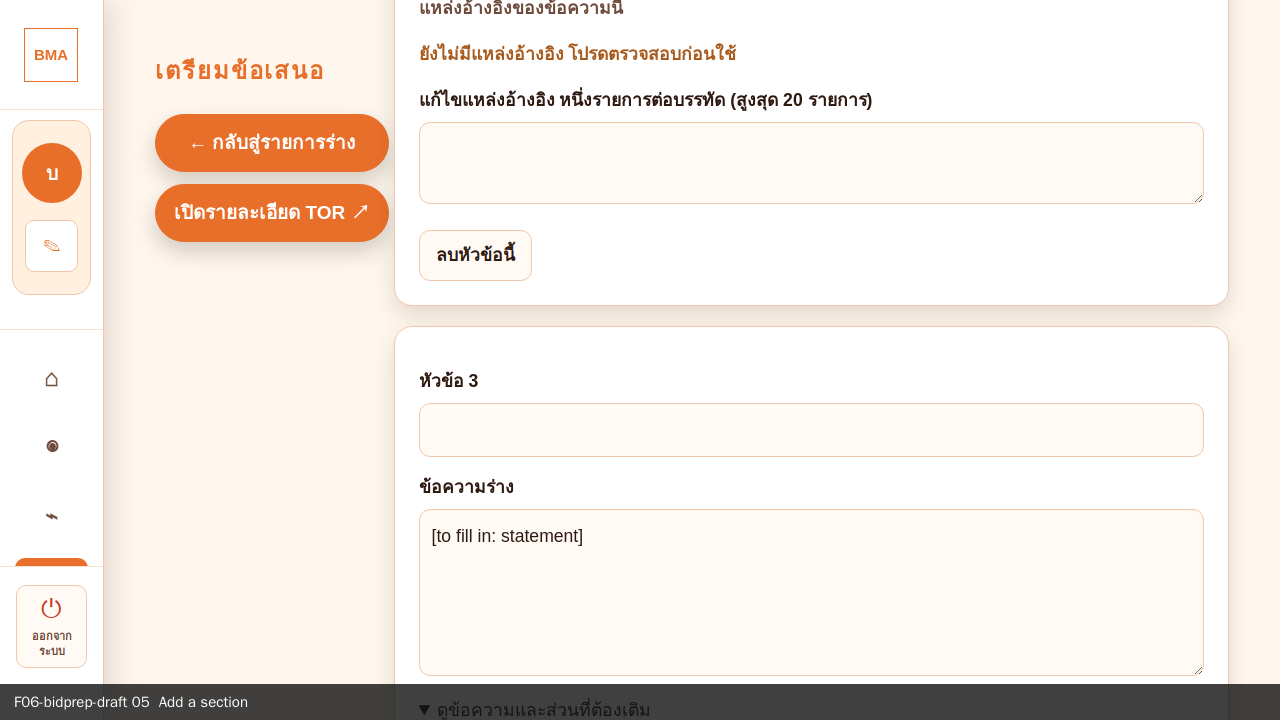 BMA
บ
ออกจาก
ระบบ
เตรียมข้อเสนอ
← กลับสู่รายการร่าง
เปิดรายละเอียด TOR ↗
แหล่งอ้างอิงของข้อความนี้
ยังไม่มีแหล่งอ้างอิง โปรดตรวจสอบก่อนใช้
แก้ไขแหล่งอ้างอิง หนึ่งรายการต่อบรรทัด (สูงสุด 20 รายการ)
ลบหัวข้อนี้
หัวข้อ 3
ข้อความร่าง
[to fill in: statement]
▼ ดูข้อความและส่วนที่ต้องเติม
F06-bidprep-draft 05 Add a section